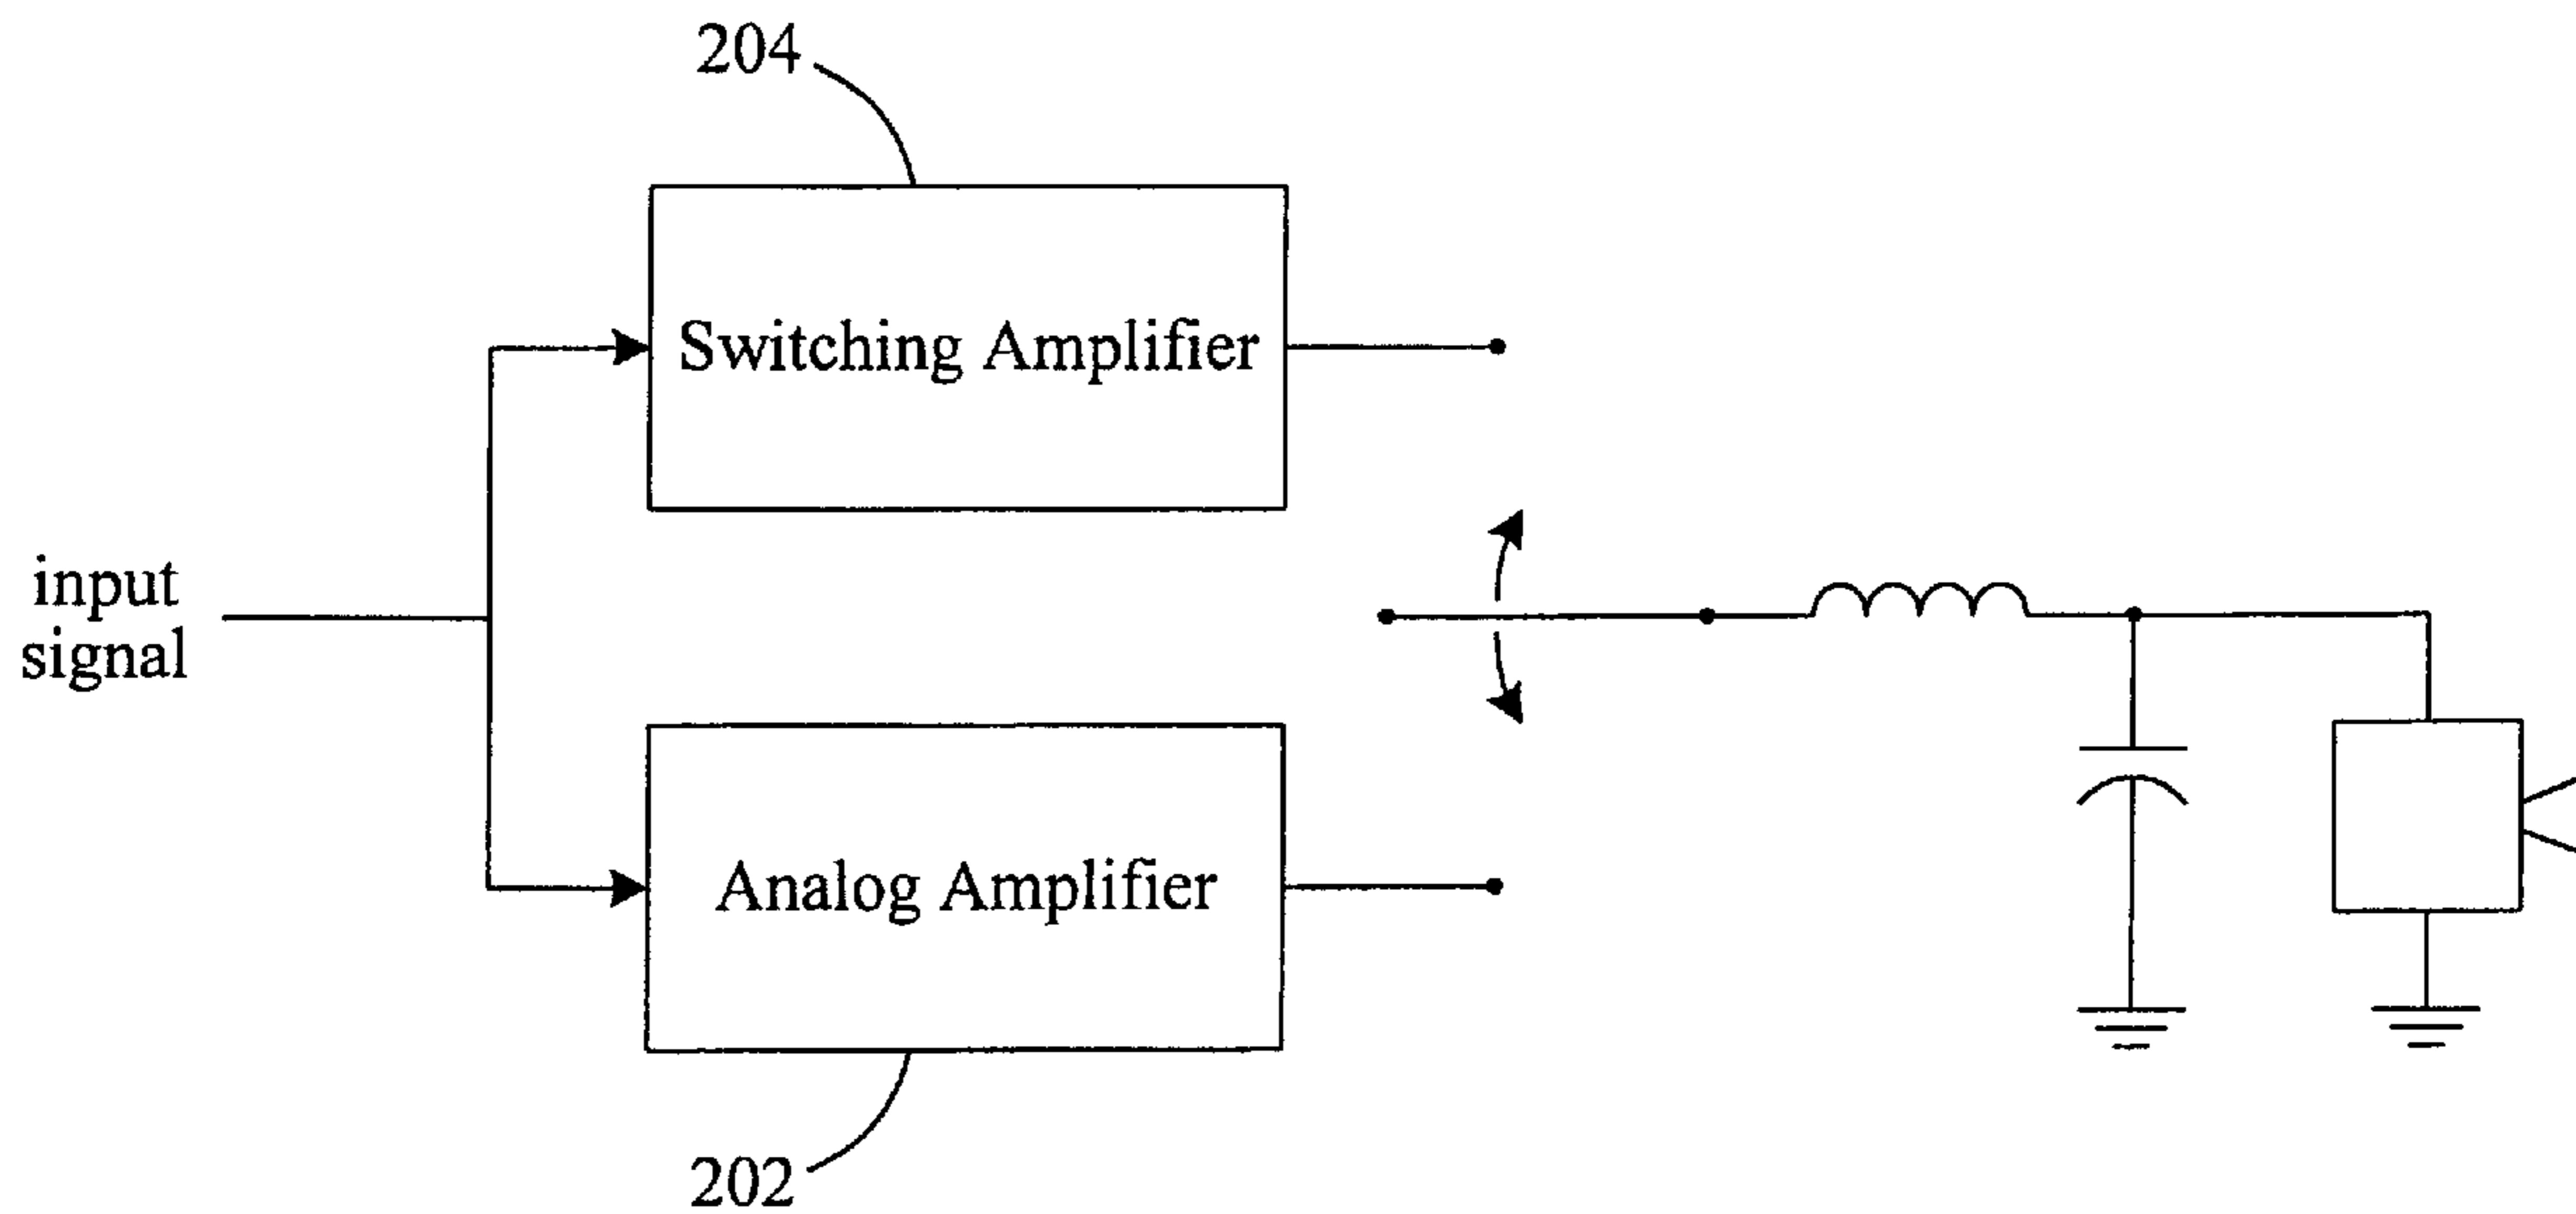 204
Switching Amplifier
input
signal
Analog Amplifier
202